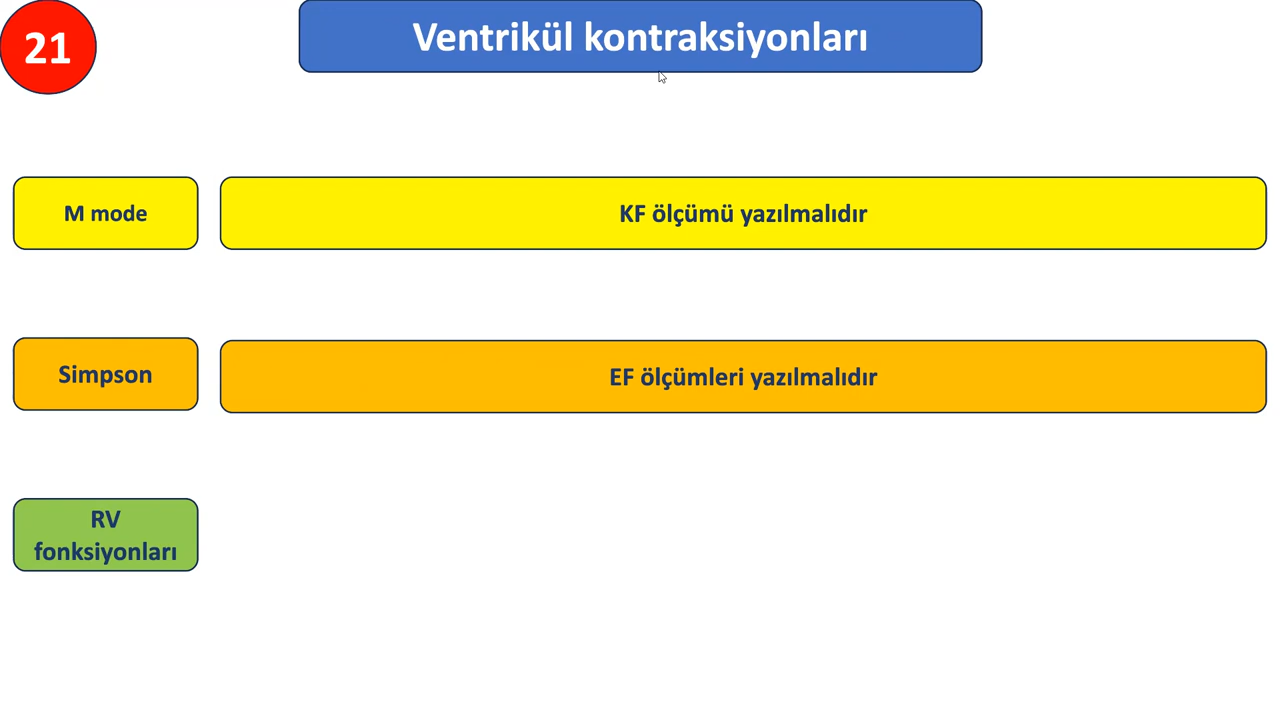 21
Ventrikül kontraksiyonları
M mode
KF ölçümü yazılmalıdır
Simpson
EF ölçümleri yazılmalıdır
RV
fonksiyonları